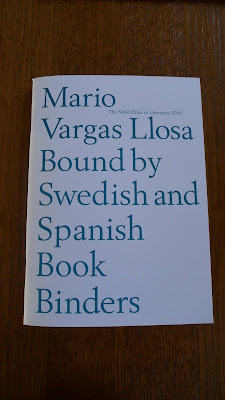 Mario
The Nobel Prize in Literature 2010
Vargas Llosa
Bound by
Swedish and
Spanish
Book
Binders